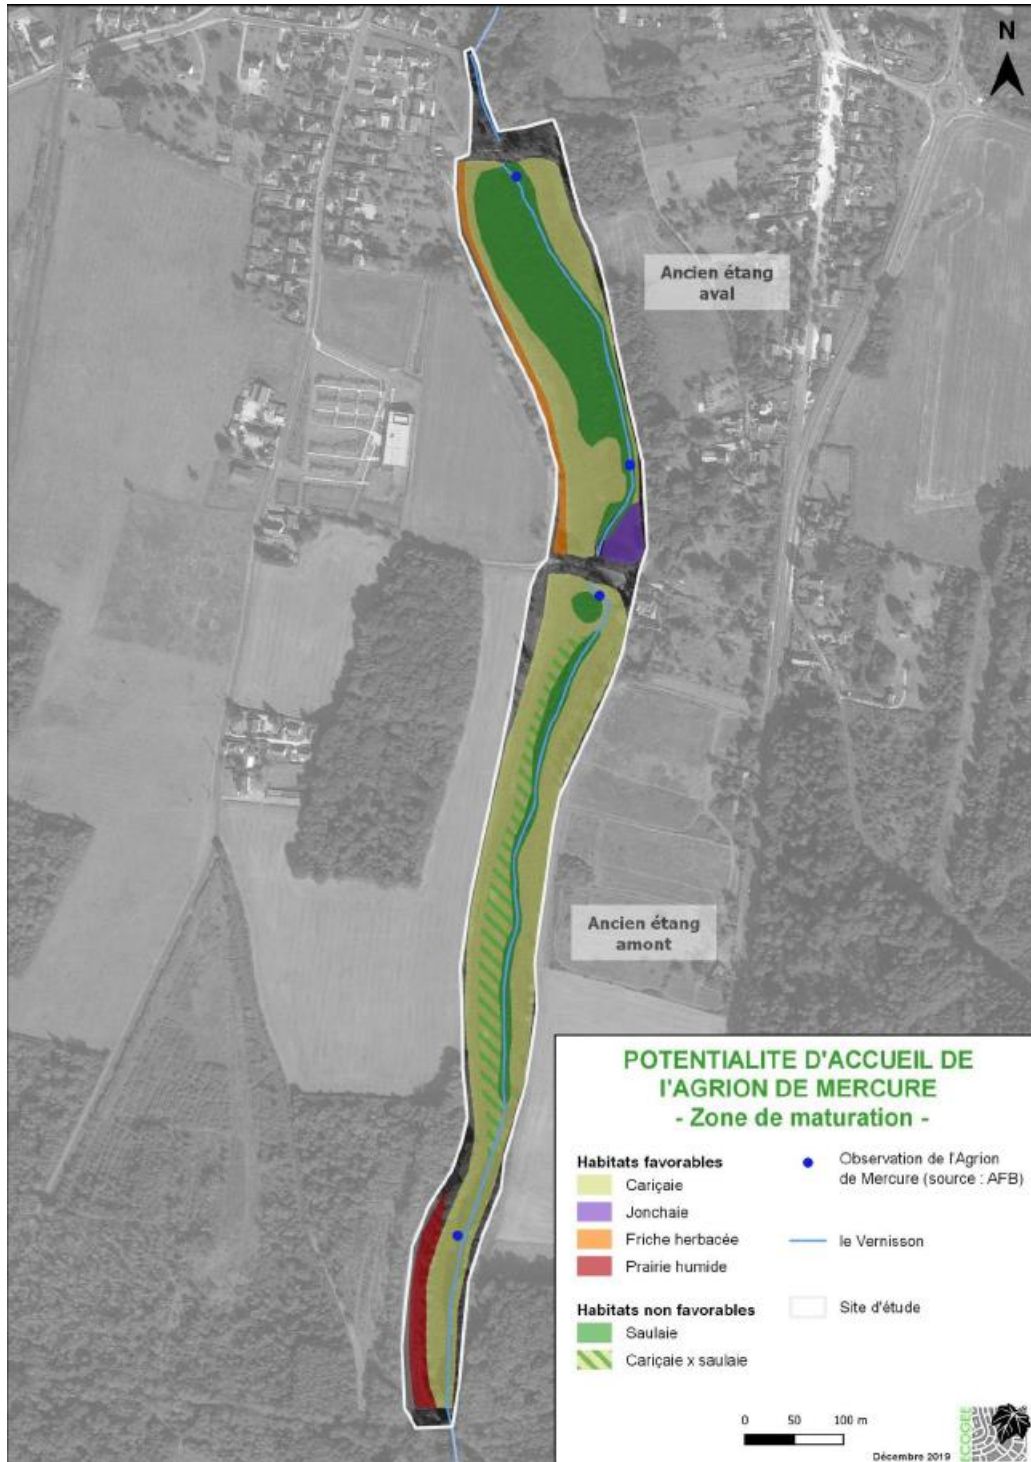 N
Ancien étang
aval
Ancien étang
amont
POTENTIALITE D'ACCUEIL DE
l'AGRION DE MERCURE
- Zone de maturation -
Habitats favorables
Cariçaie
Jonchaie
Friche herbacée
Prairie humide
Habitats non favorables
Saulaie
Cariçaie x saulaie
Observation de l'Agrion
de Mercure (source : AFB)
le Vernisson
Site d'étude
0 50 100 m
Décembre 2019
ECOGEE